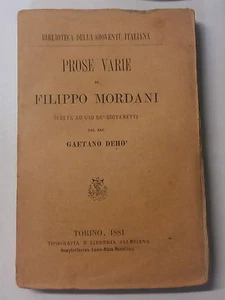 BIBLIOTECA DELLA GIOVENTÙ ITALIANA
PROSE VARIE
DI
FILIPPO MORDANI
SCELTE AD USO DE' GIOVANETTI
DAL SAC.
GAETANO DEHO'
TORINO, 1881
TIPOGRAFIA E LIBRERIA SALESIANA